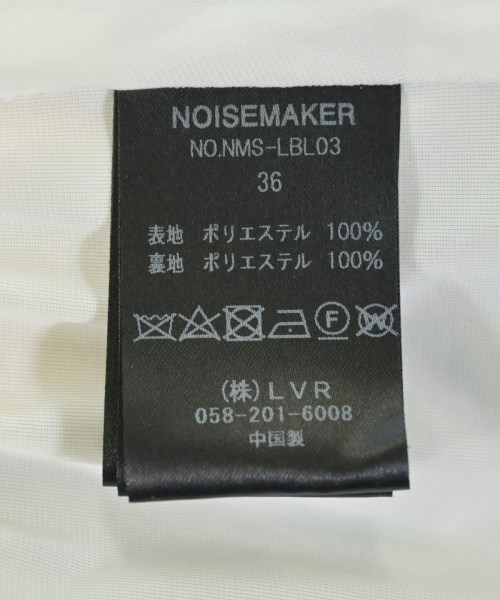 NOISEMAKER
NO.NMS-LBL03
36
表地 ポリエステル 100%
裏地 ポリエステル 100%
F W
(株)LVR
058-201-6008
中国製